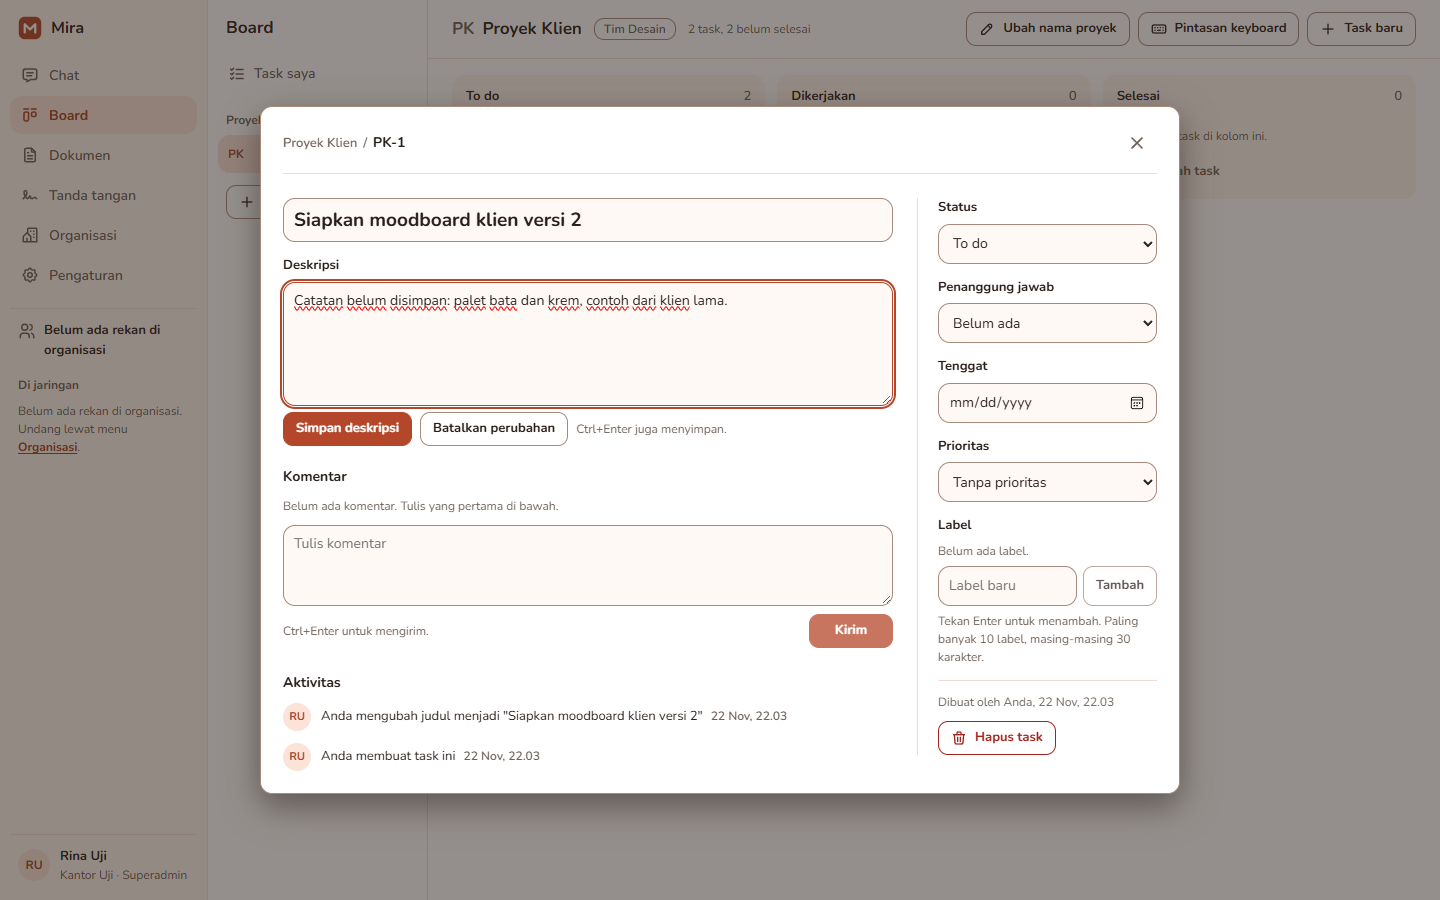 Mira
Chat
Board
Dokumen
Tanda tangan
Organisasi
Pengaturan
Belum ada rekan di
organisasi
Di jaringan
Belum ada rekan di organisasi.
Undang lewat menu
Organisasi.
RU
Rina Uji
Kantor Uji · Superadmin
Board
Task saya
PK
PK Proyek Klien
Tim Desain
2 task, 2 belum selesai
Ubah nama proyek
Pintasan keyboard
Task baru
To do 2
Dikerjakan 0
Selesai 0
task di kolom ini.
task
Proyek Klien / PK-1
Siapkan moodboard klien versi 2
Deskripsi
Catatan belum disimpan: palet bata dan krem, contoh dari klien lama.
Simpan deskripsi
Batalkan perubahan
Ctrl+Enter juga menyimpan.
Komentar
Belum ada komentar. Tulis yang pertama di bawah.
Tulis komentar
Ctrl+Enter untuk mengirim.
Kirim
Aktivitas
RU Anda mengubah judul menjadi "Siapkan moodboard klien versi 2" 22 Nov, 22.03
RU Anda membuat task ini 22 Nov, 22.03
Status
To do
Penanggung jawab
Belum ada
Tenggat
mm/dd/yyyy
Prioritas
Tanpa prioritas
Label
Belum ada label.
Label baru
Tambah
Tekan Enter untuk menambah. Paling
banyak 10 label, masing-masing 30
karakter.
Dibuat oleh Anda, 22 Nov, 22.03
Hapus task